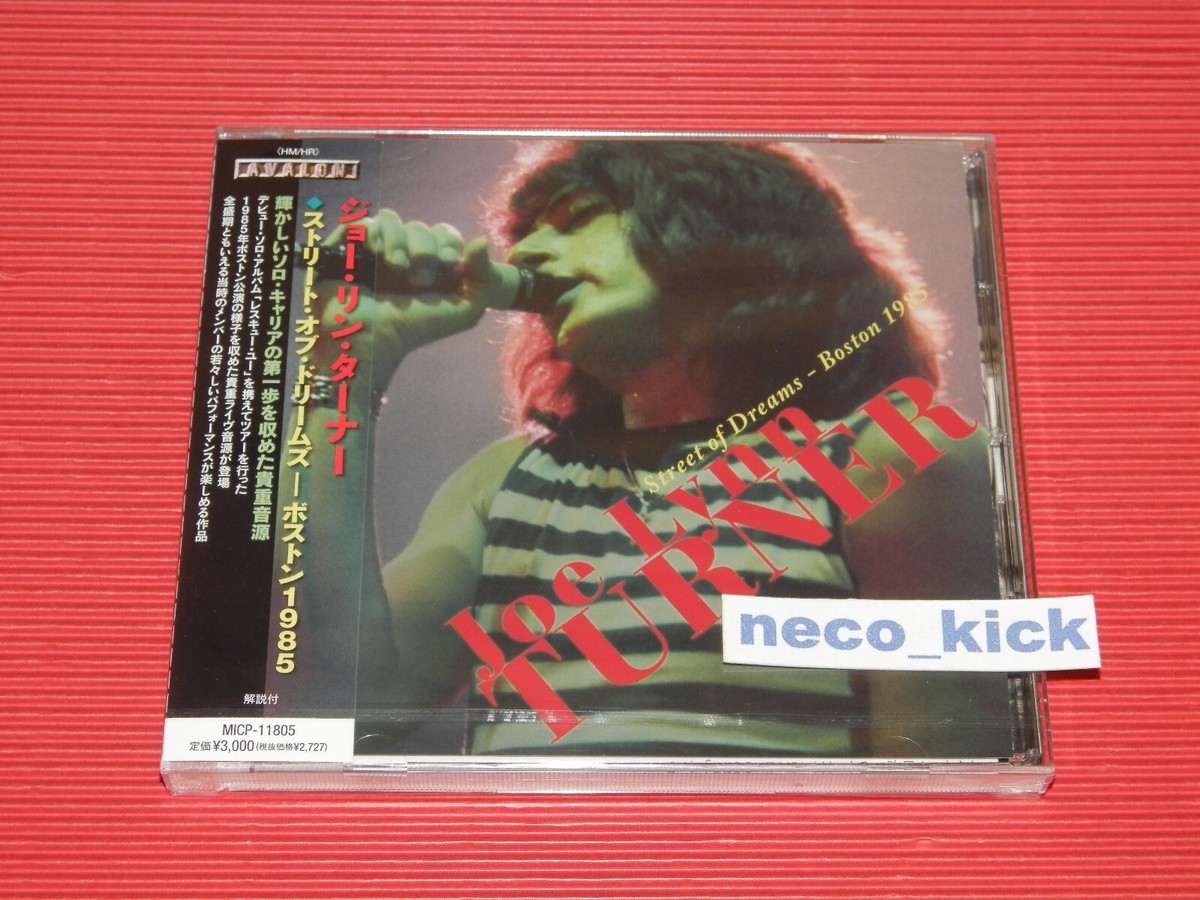 〈HM/HR〉
AVALON
ジョー・リン・ターナー
◆ストリート・オブ・ドリームズ ― ボストン1985
輝かしいソロ・キャリアの第一歩を収めた貴重音源
デビュー・ソロ・アルバム「レスキュー・ユー」を携えてツアーを行った
1985年ボストン公演の様子を収めた貴重ライヴ音源が登場
全盛期ともいえる当時のメンバーの若々しいパフォーマンスが楽しめる作品
解説付
MICP-11805
定価¥3,000(税抜価格¥2,727)
Street of Dreams - Boston 1985
Joe Lynn
TURNER
neco_kick